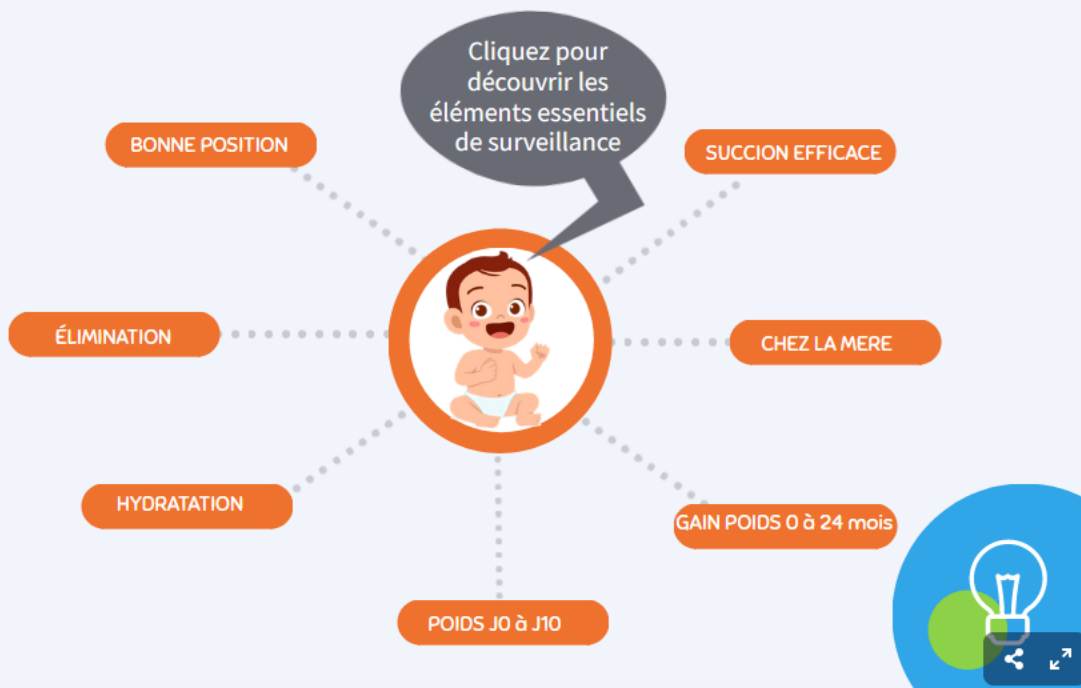 Cliquez pour
découvrir les
éléments essentiels
de surveillance
BONNE POSITION
SUCCION EFFICACE
ÉLIMINATION
CHEZ LA MERE
HYDRATATION
GAIN POIDS 0 à 24 mois
POIDS J0 à J10